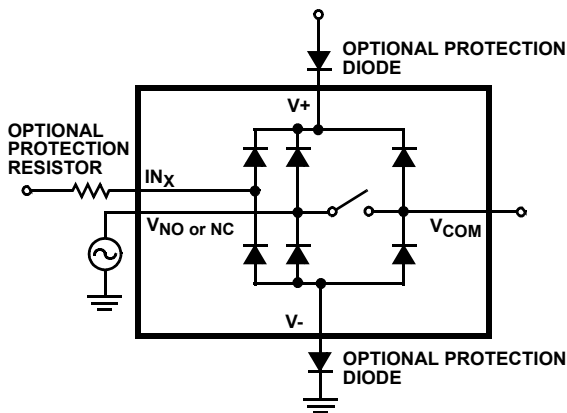 OPTIONAL PROTECTION
DIODE
V+
OPTIONAL
PROTECTION
RESISTOR
INX
VNO or NC
VCOM
V-
OPTIONAL PROTECTION
DIODE